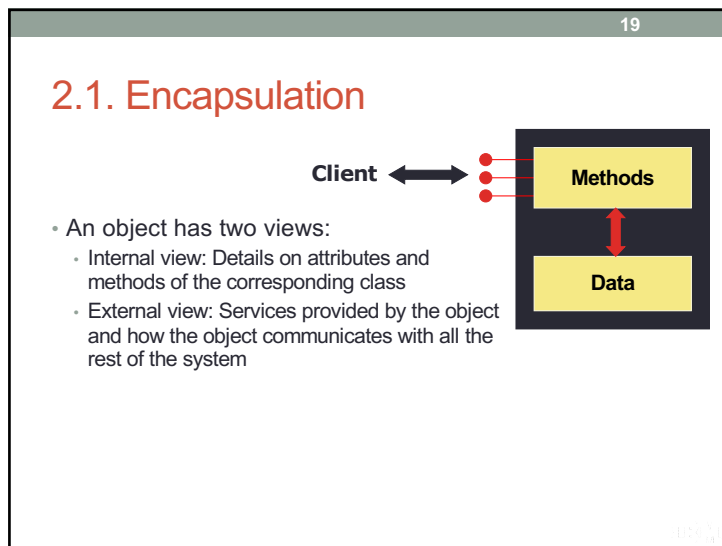 19
2.1. Encapsulation
Client
Methods
Data
• An object has two views:
• Internal view: Details on attributes and
methods of the corresponding class
• External view: Services provided by the object
and how the object communicates with all the
rest of the system